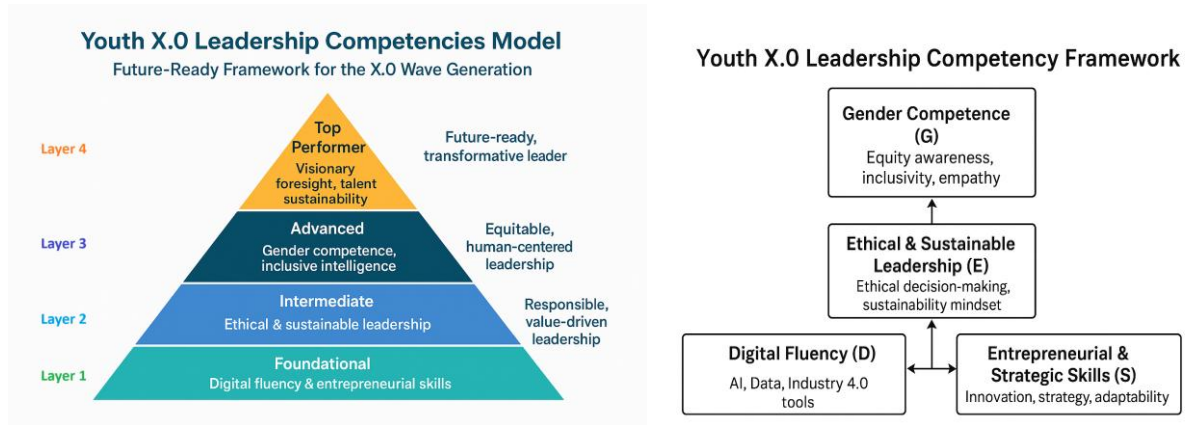 Youth X.0 Leadership Competencies Model
Future-Ready Framework for the X.0 Wave Generation
Layer 4
Top
Performer
Visionary
foresight, talent
sustainability
Future-ready,
transformative leader
Layer 3
Advanced
Gender competence,
inclusive intelligence
Equitable,
human-centered
leadership
Layer 2
Intermediate
Ethical & sustainable leadership
Responsible,
value-driven
leadership
Layer 1
Foundational
Digital fluency & entrepreneurial skills
Youth X.0 Leadership Competency Framework
Gender Competence
(G)
Equity awareness,
inclusivity, empathy
Ethical & Sustainable
Leadership (E)
Ethical decision-making,
sustainability mindset
Digital Fluency (D)
AI, Data, Industry 4.0
tools
Entrepreneurial &
Strategic Skills (S)
Innovation, strategy, adaptability